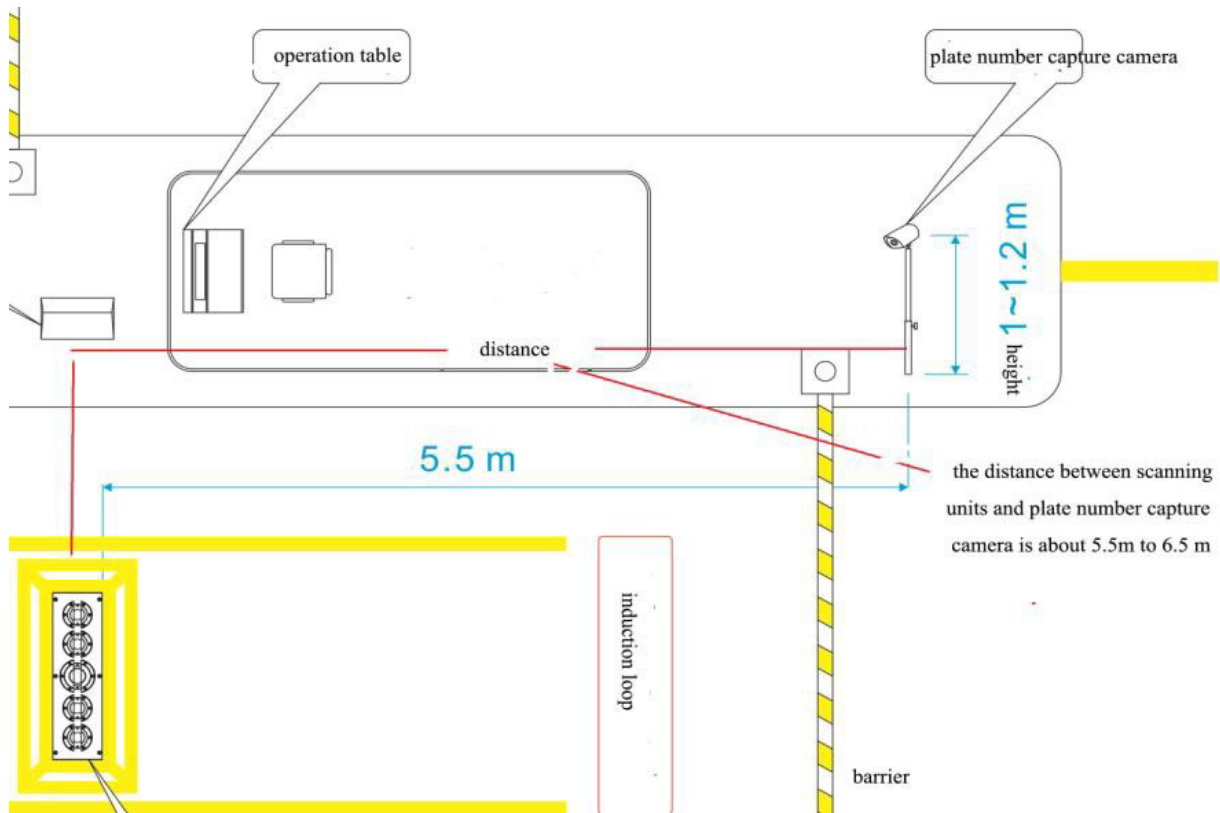 operation table
plate number capture camera
1~1.2 m
height
distance
5.5 m
the distance between scanning
units and plate number capture
camera is about 5.5m to 6.5 m
induction loop
barrier